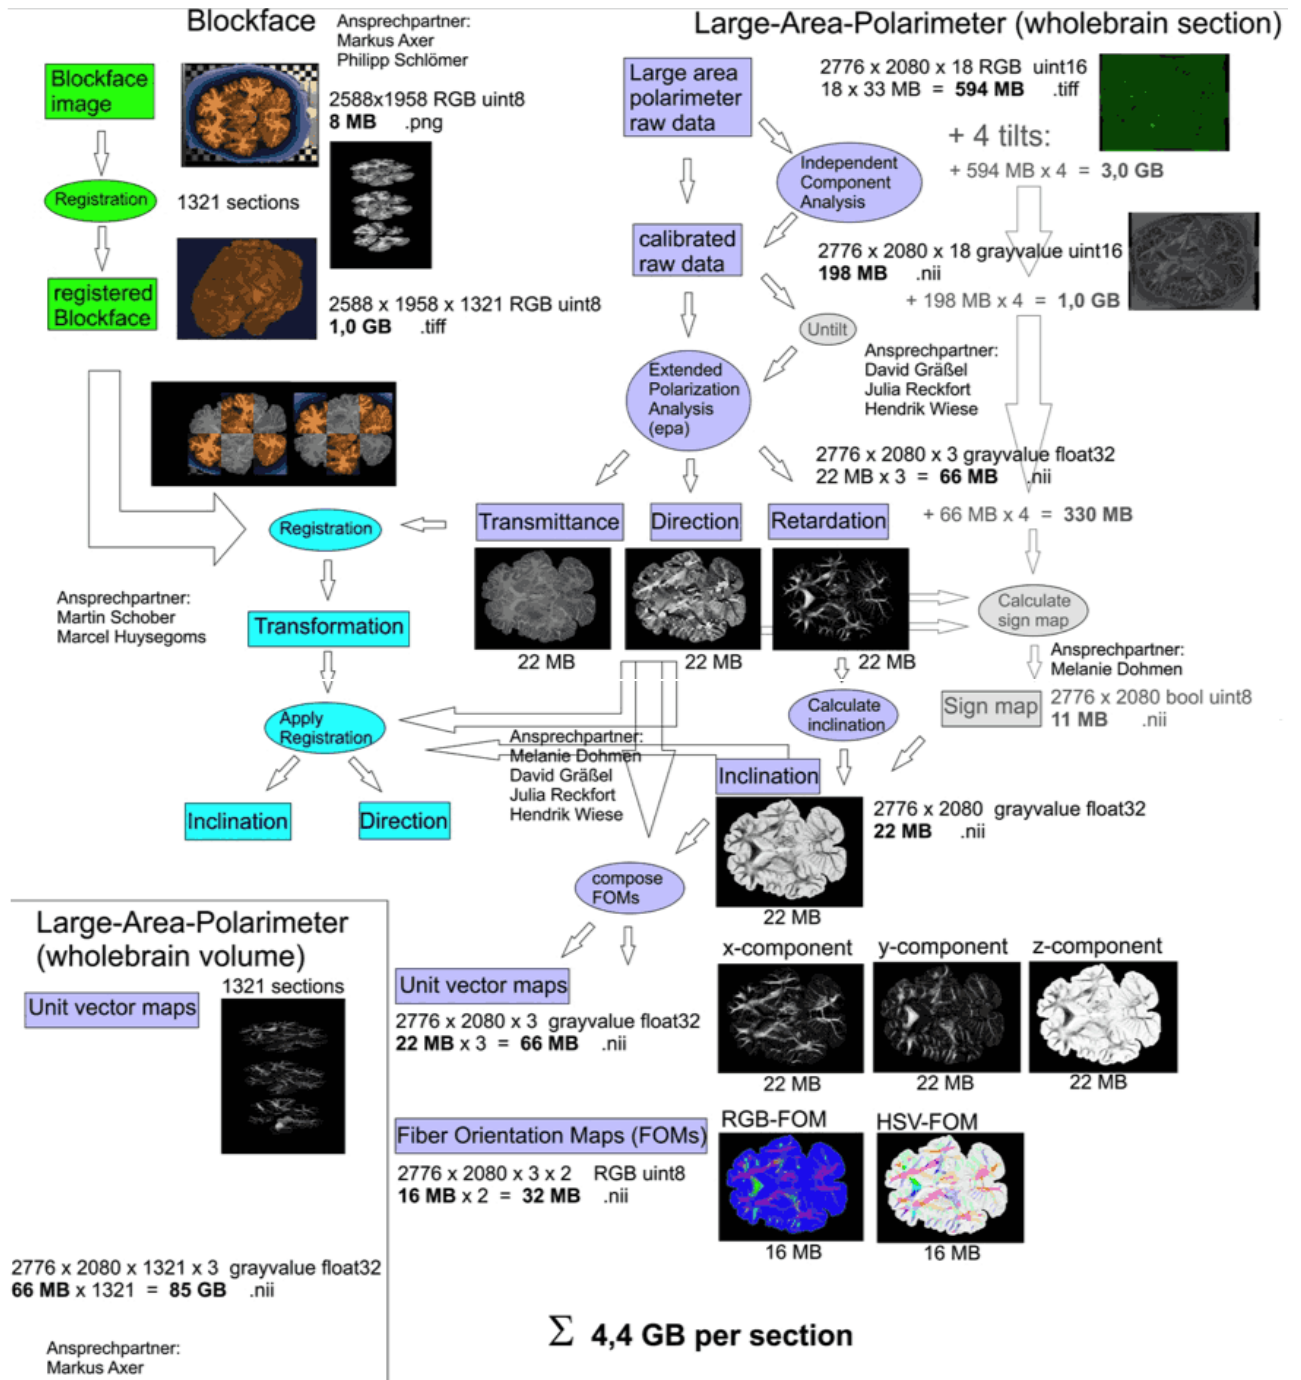 Blockface
Ansprechpartner:
Markus Axer
Philipp Schlömer
Blockface
image
2588x1958 RGB uint8
8 MB .png
Registration
1321 sections
registered
Blockface
2588 x 1958 x 1321 RGB uint8
1,0 GB .tiff
Large-Area-Polarimeter (wholebrain section)
Large area
polarimeter
raw data
2776 x 2080 x 18 RGB uint16
18 x 33 MB = 594 MB .tiff
+ 4 tilts:
+ 594 MB x 4 = 3,0 GB
Independent
Component
Analysis
calibrated
raw data
2776 x 2080 x 18 grayvalue uint16
198 MB .nii
+ 198 MB x 4 = 1,0 GB
Untilt
Ansprechpartner:
David Gräßel
Julia Reckfort
Hendrik Wiese
Extended
Polarization
Analysis
(epa)
2776 x 2080 x 3 grayvalue float32
22 MB x 3 = 66 MB .nii
+ 66 MB x 4 = 330 MB
Registration
Transmittance
Direction
Retardation
22 MB
22 MB
22 MB
Calculate
sign map
Ansprechpartner:
Melanie Dohmen
Sign map
2776 x 2080 bool uint8
11 MB .nii
Ansprechpartner:
Martin Schober
Marcel Huysegoms
Transformation
Apply
Registration
Inclination
Direction
Calculate
inclination
Ansprechpartner:
Melanie Dohmen
David Gräßel
Julia Reckfort
Hendrik Wiese
Inclination
2776 x 2080 grayvalue float32
22 MB .nii
22 MB
compose
FOMs
Unit vector maps
2776 x 2080 x 3 grayvalue float32
22 MB x 3 = 66 MB .nii
x-component
y-component
z-component
22 MB
22 MB
22 MB
Fiber Orientation Maps (FOMs)
2776 x 2080 x 3 x 2 RGB uint8
16 MB x 2 = 32 MB .nii
RGB-FOM
HSV-FOM
16 MB
16 MB
Large-Area-Polarimeter
(wholebrain volume)
1321 sections
Unit vector maps
2776 x 2080 x 1321 x 3 grayvalue float32
66 MB x 1321 = 85 GB .nii
Ansprechpartner:
Markus Axer
Σ 4,4 GB per section